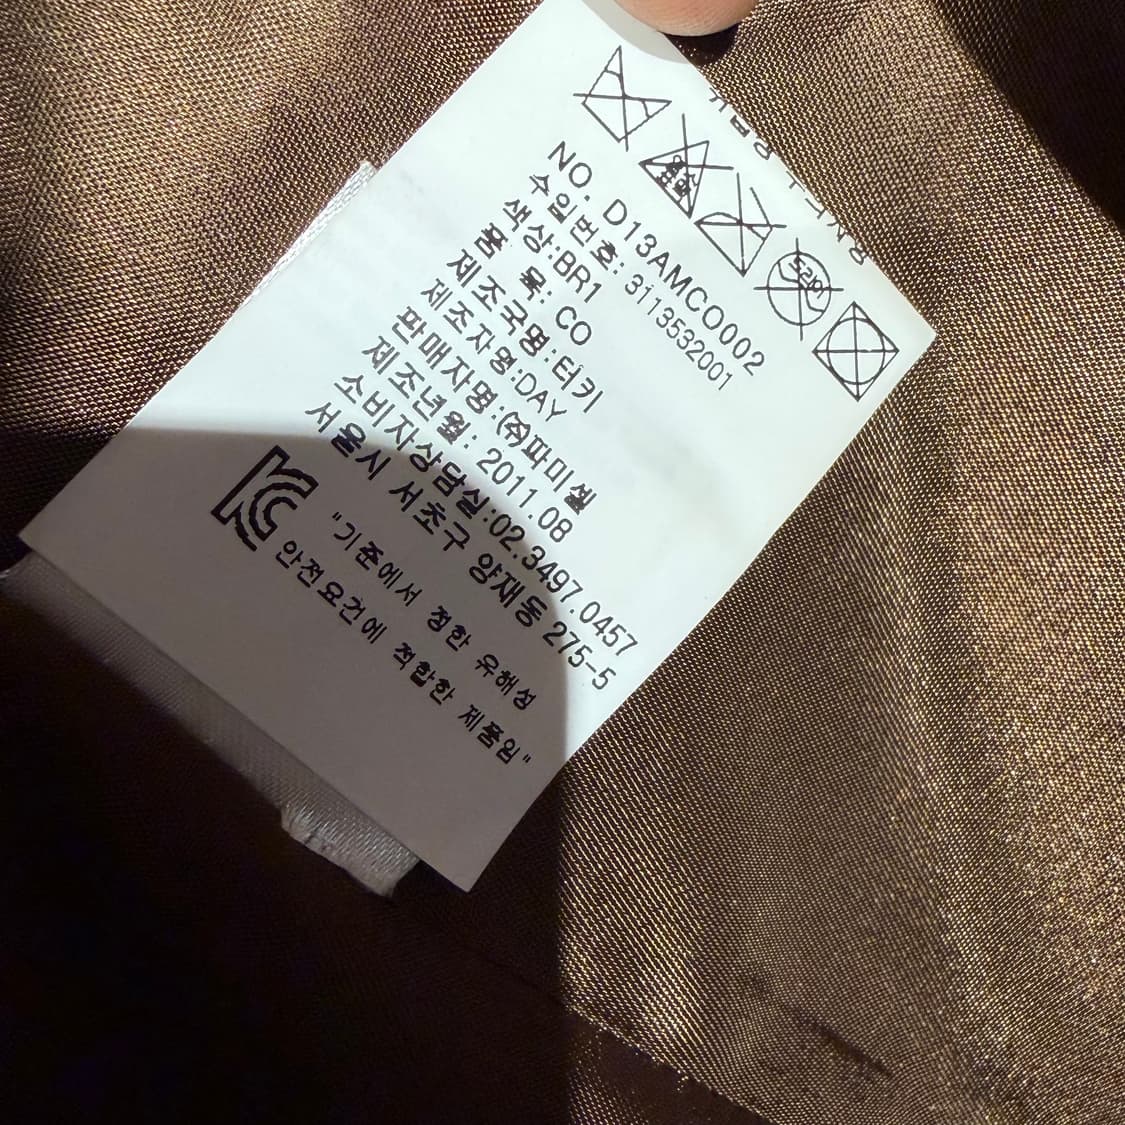 NO. D13AMCO002
수입번호: 3113532001
색상:BR1
품 목: CO
제조국명:터키
제조자명:DAY
판매자명:(주)파미셀
제조년월: 2011.08
소비자상담실:02.3497.0457
서울시 서초구 양재동 275-5
"기준에서 정한 유해성
안전요건에 적합한 제품임"